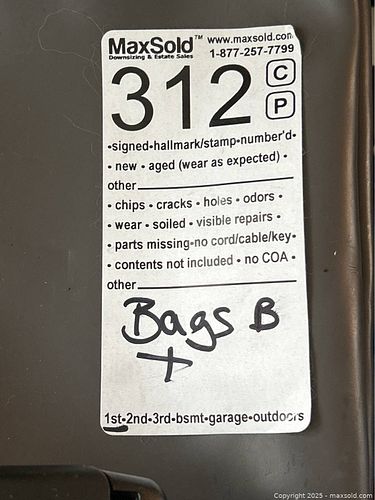 MaxSold™ www.maxsold.com
Downsizing & Estate Sales 1-877-257-7799
312 C
P
•signed•hallmark/stamp•number'd•
• new • aged (wear as expected) •
other
• chips • cracks • holes • odors •
• wear • soiled • visible repairs •
• parts missing•no cord/cable/key•
• contents not included • no COA •
other
Bags B
+
1st•2nd•3rd•bsmt•garage•outdoors
Copyright 2025 - maxsold.com